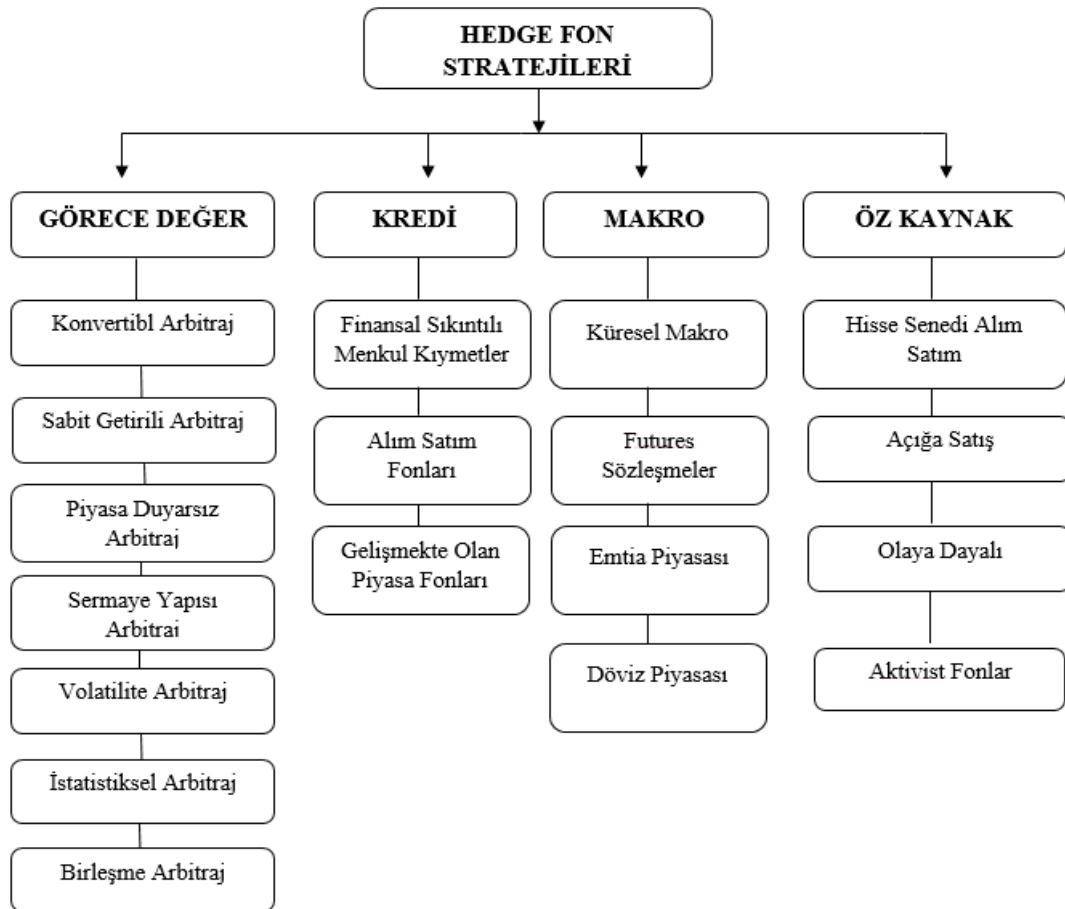 HEDGE FON
STRATEJİLERİ
GÖRECE DEĞER
Konvertibl Arbitraj
Sabit Getirili Arbitraj
Piyasa Duyarsız
Arbitraj
Sermaye Yapısı
Arbitraj
Volatilite Arbitraj
İstatistiksel Arbitraj
Birleşme Arbitraj
KREDİ
Finansal Sıkıntılı
Menkul Kıymetler
Alım Satım
Fonları
Gelişmekte Olan
Piyasa Fonları
MAKRO
Küresel Makro
Futures
Sözleşmeler
Emtia Piyasası
Döviz Piyasası
ÖZ KAYNAK
Hisse Senedi Alım
Satım
Açığa Satış
Olaya Dayalı
Aktivist Fonlar